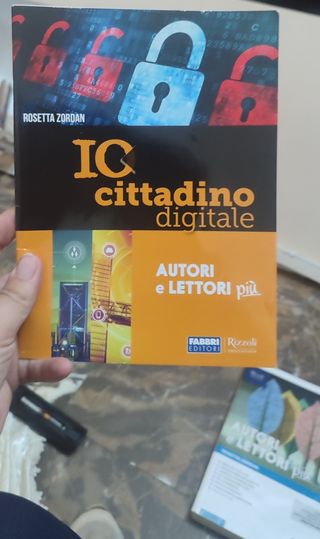 ROSETTA ZORDAN
IO
cittadino
digitale
AUTORI
e LETTORI più
FABBRI
EDITORI
Rizzoli
AUTORI
e LETTORI più